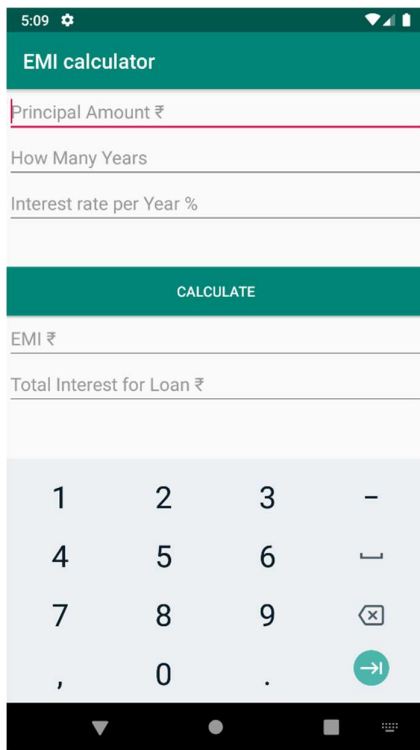 5:09
EMI calculator
Principal Amount ₹
How Many Years
Interest rate per Year %
CALCULATE
EMI ₹
Total Interest for Loan ₹
1 2 3 -
4 5 6
7 8 9
, 0 .